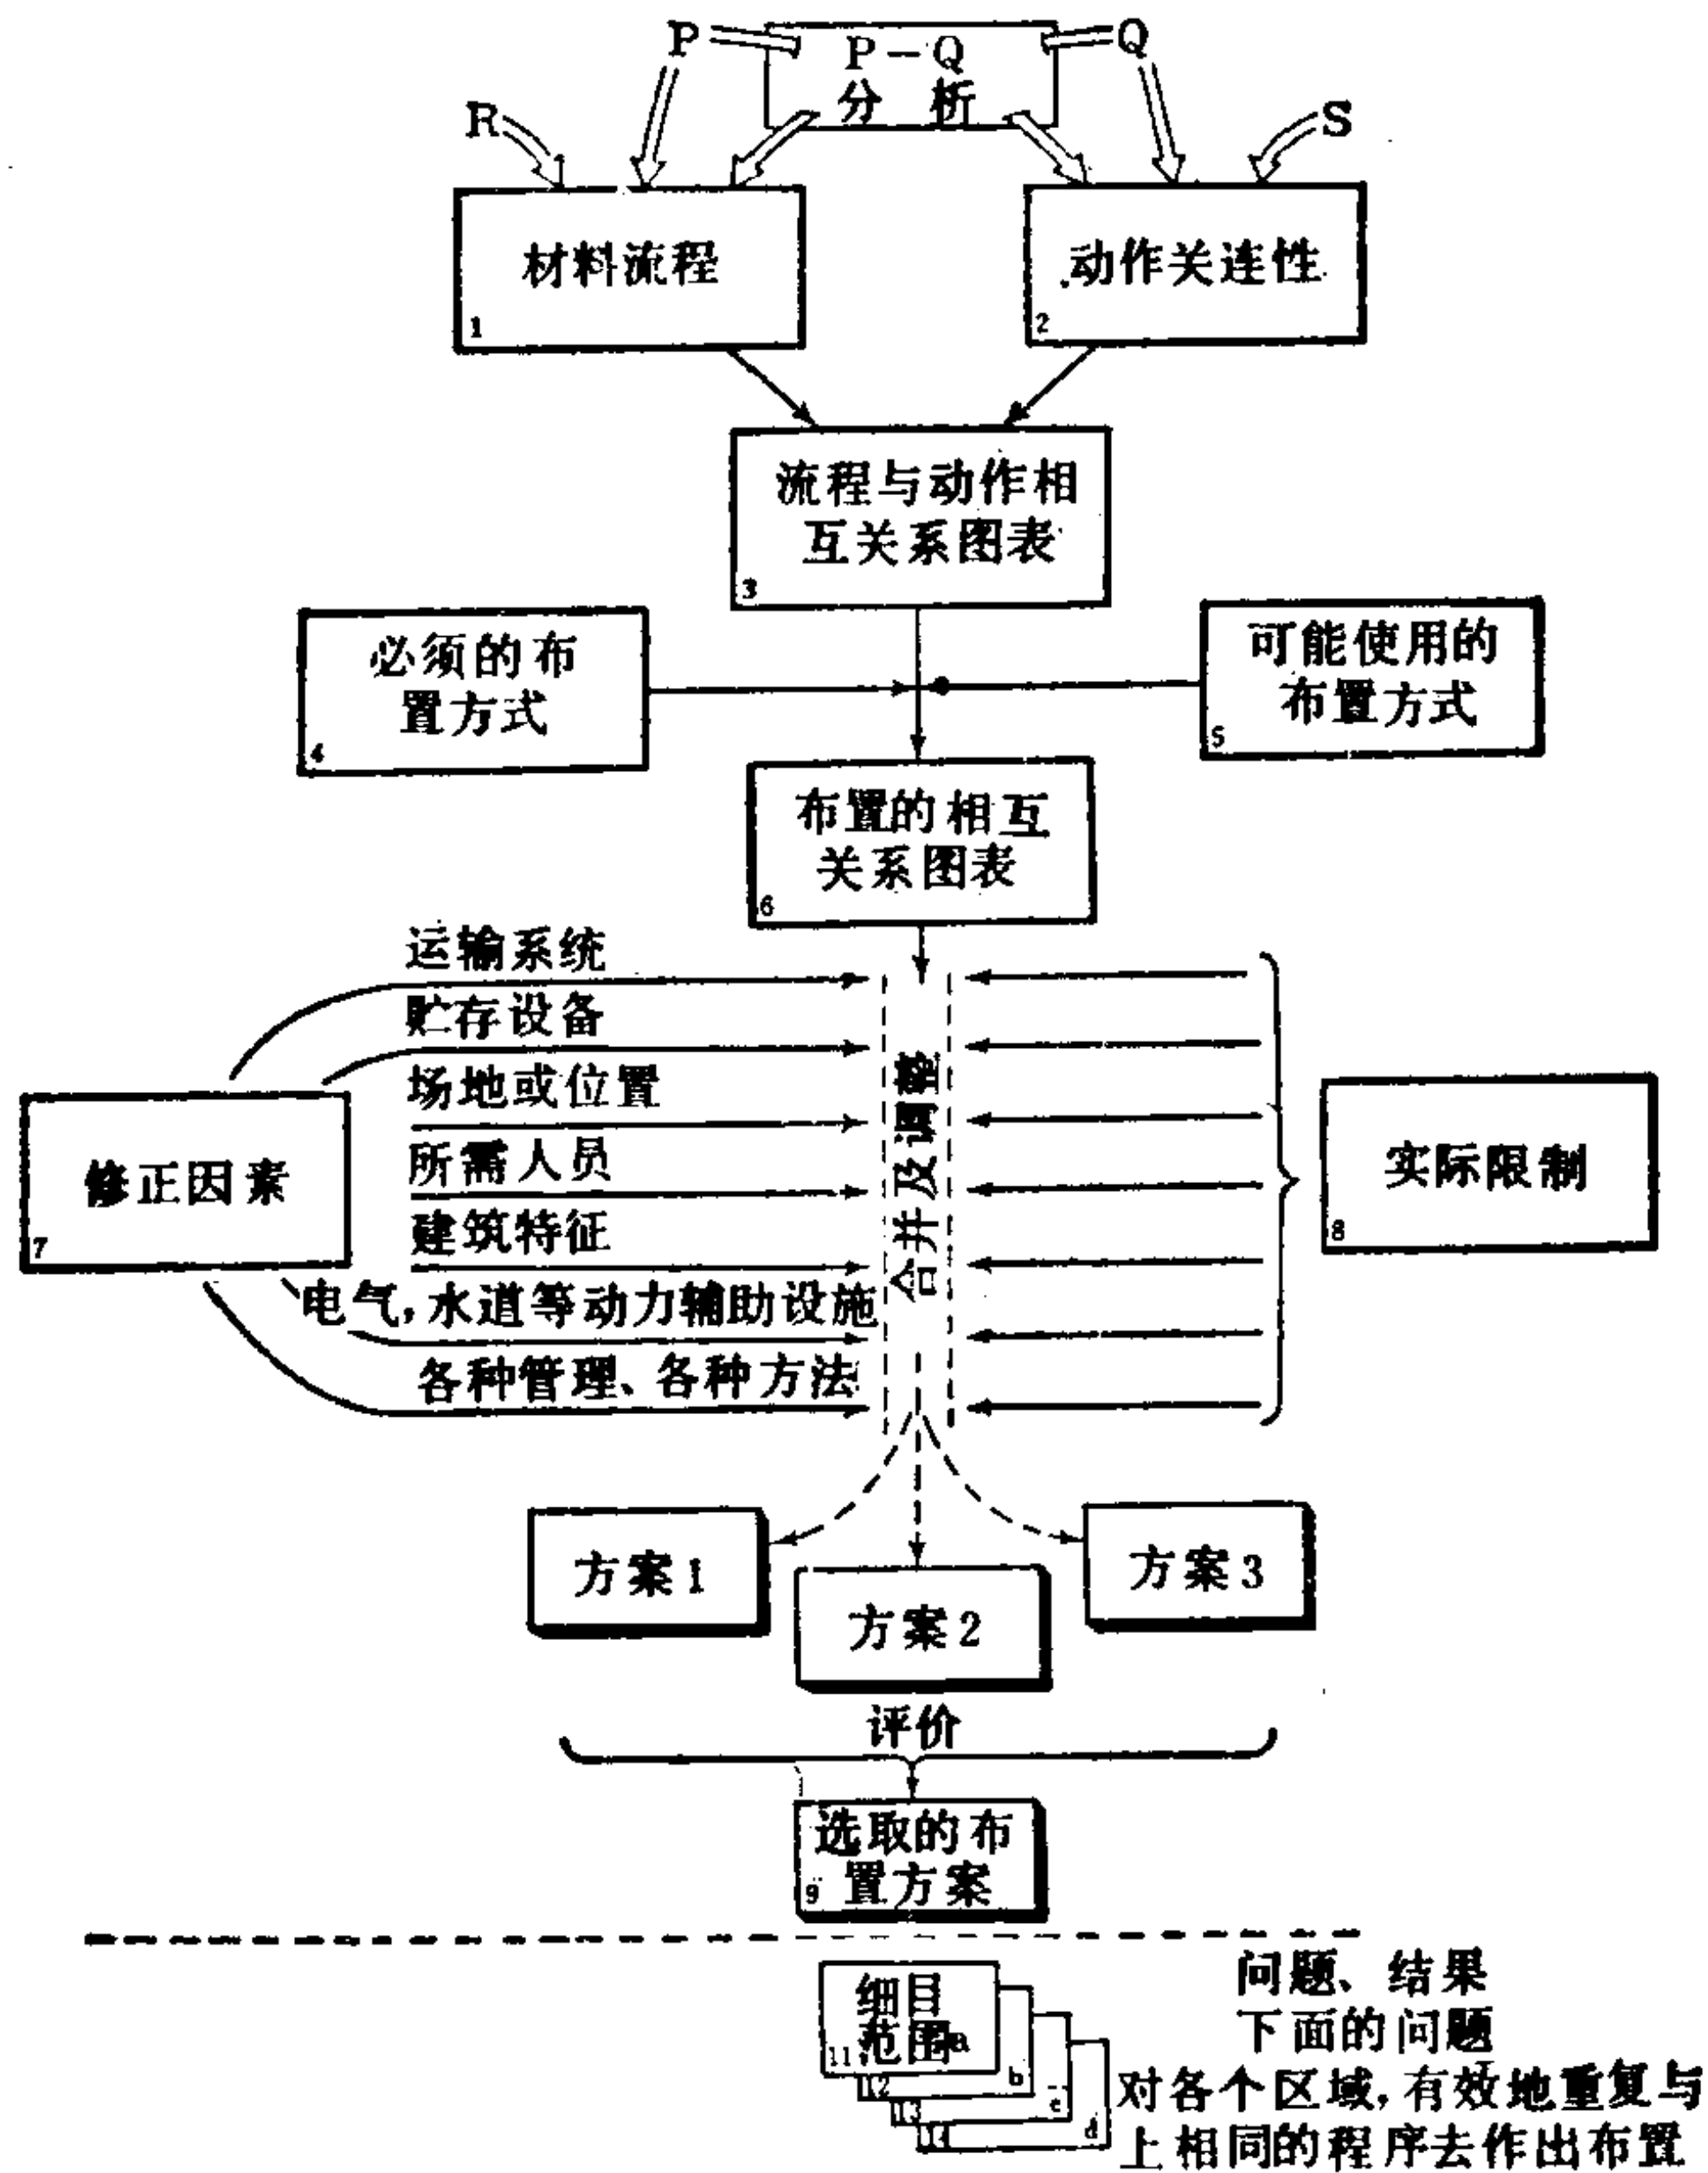 P
P-Q
分析
Q
R
S
材料流程
1
动作关连性
2
流程与动作相
互关系图表
3
必须的布
置方式
4
可能使用的
布置方式
5
布置的相互
关系图表
6
运输系统
贮存设备
场地或位置
所需人员
建筑特征
电气,水道等动力辅助设施
各种管理、各种方法
修正因素
7
合并及调整
实际限制
8
方案1
方案2
方案3
评价
选取的布
置方案
9
细目
范围a
11
b
12
c
13
d
14
问题、结果
下面的问题
对各个区域,有效地重复与
上相同的程序去作出布置